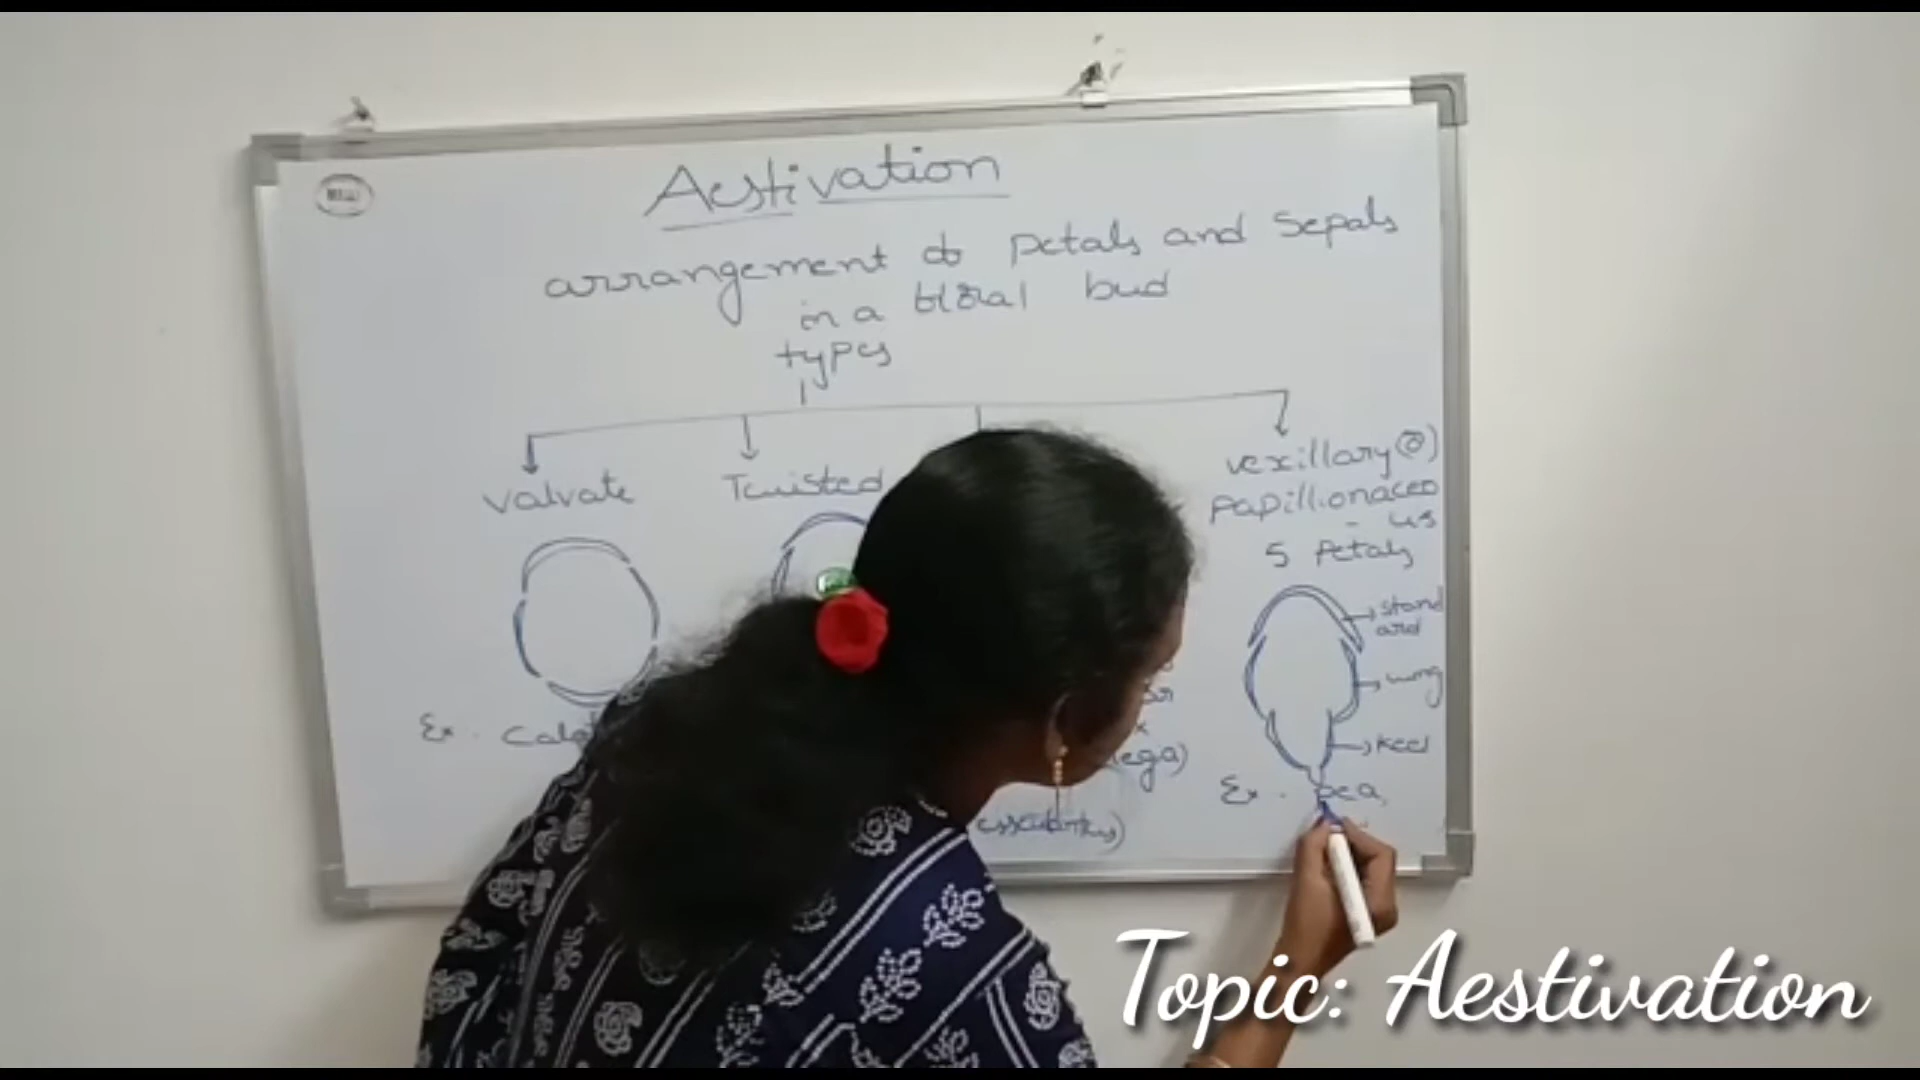 Aestivation
arrangement of petals and sepals
in a floral bud
types
valvate
Twisted
vexillary (or)
papillionaceo
- us
5 Petals
stand
ard
wing
keel
Ex.
Ex. pea,
Topic: Aestivation